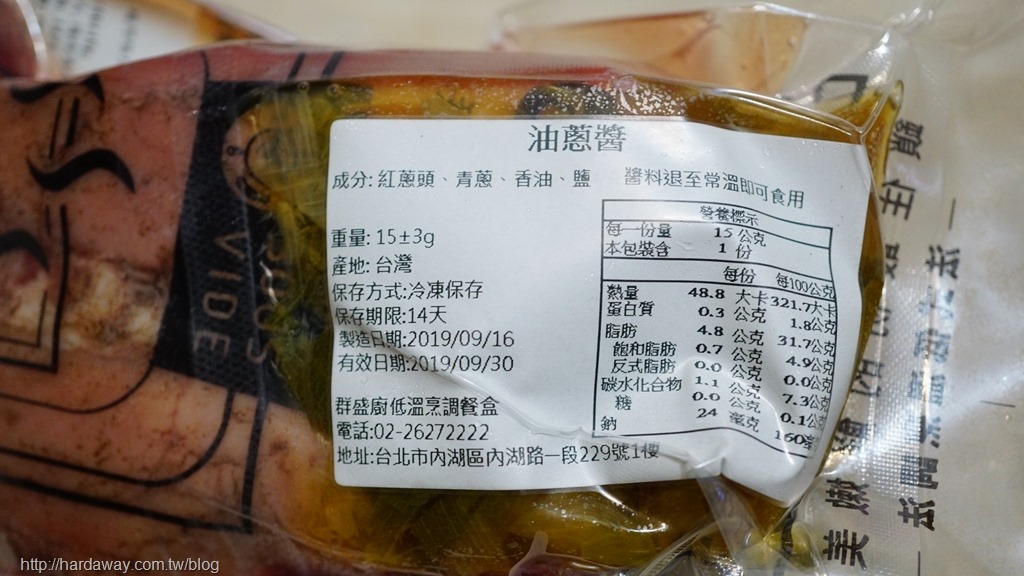 油蔥醬
成分: 紅蔥頭、青蔥、香油、鹽 醬料退至常溫即可食用
重量: 15±3g
產地: 台灣
保存方式:冷凍保存
保存期限:14天
製造日期:2019/09/16
有效日期:2019/09/30
群盛廚低溫烹調餐盒
電話:02-26272222
地址:台北市內湖區內湖路一段229號1樓
營養標示
每一份量 15 公克
本包裝含 1 份
每份 每100公克
熱量 48.8 大卡 321.7大卡
蛋白質 0.3 公克 1.8公克
脂肪 4.8 公克 31.7公克
飽和脂肪 0.7 公克 4.9公克
反式脂肪 0.0 公克 0.0公克
碳水化合物 1.1 公克 7.3公克
糖 0.0 公克 0.1公克
鈉 24 毫克 160毫
VIDE
美嫩
http://hardaway.com.tw/blog